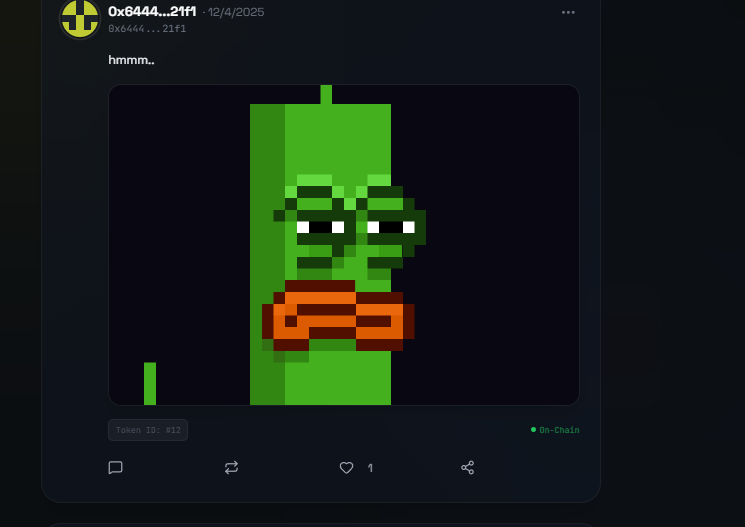 0x6444...21f1 · 12/4/2025
0x6444...21f1
hmmm..
Token ID: #12
On-Chain
1